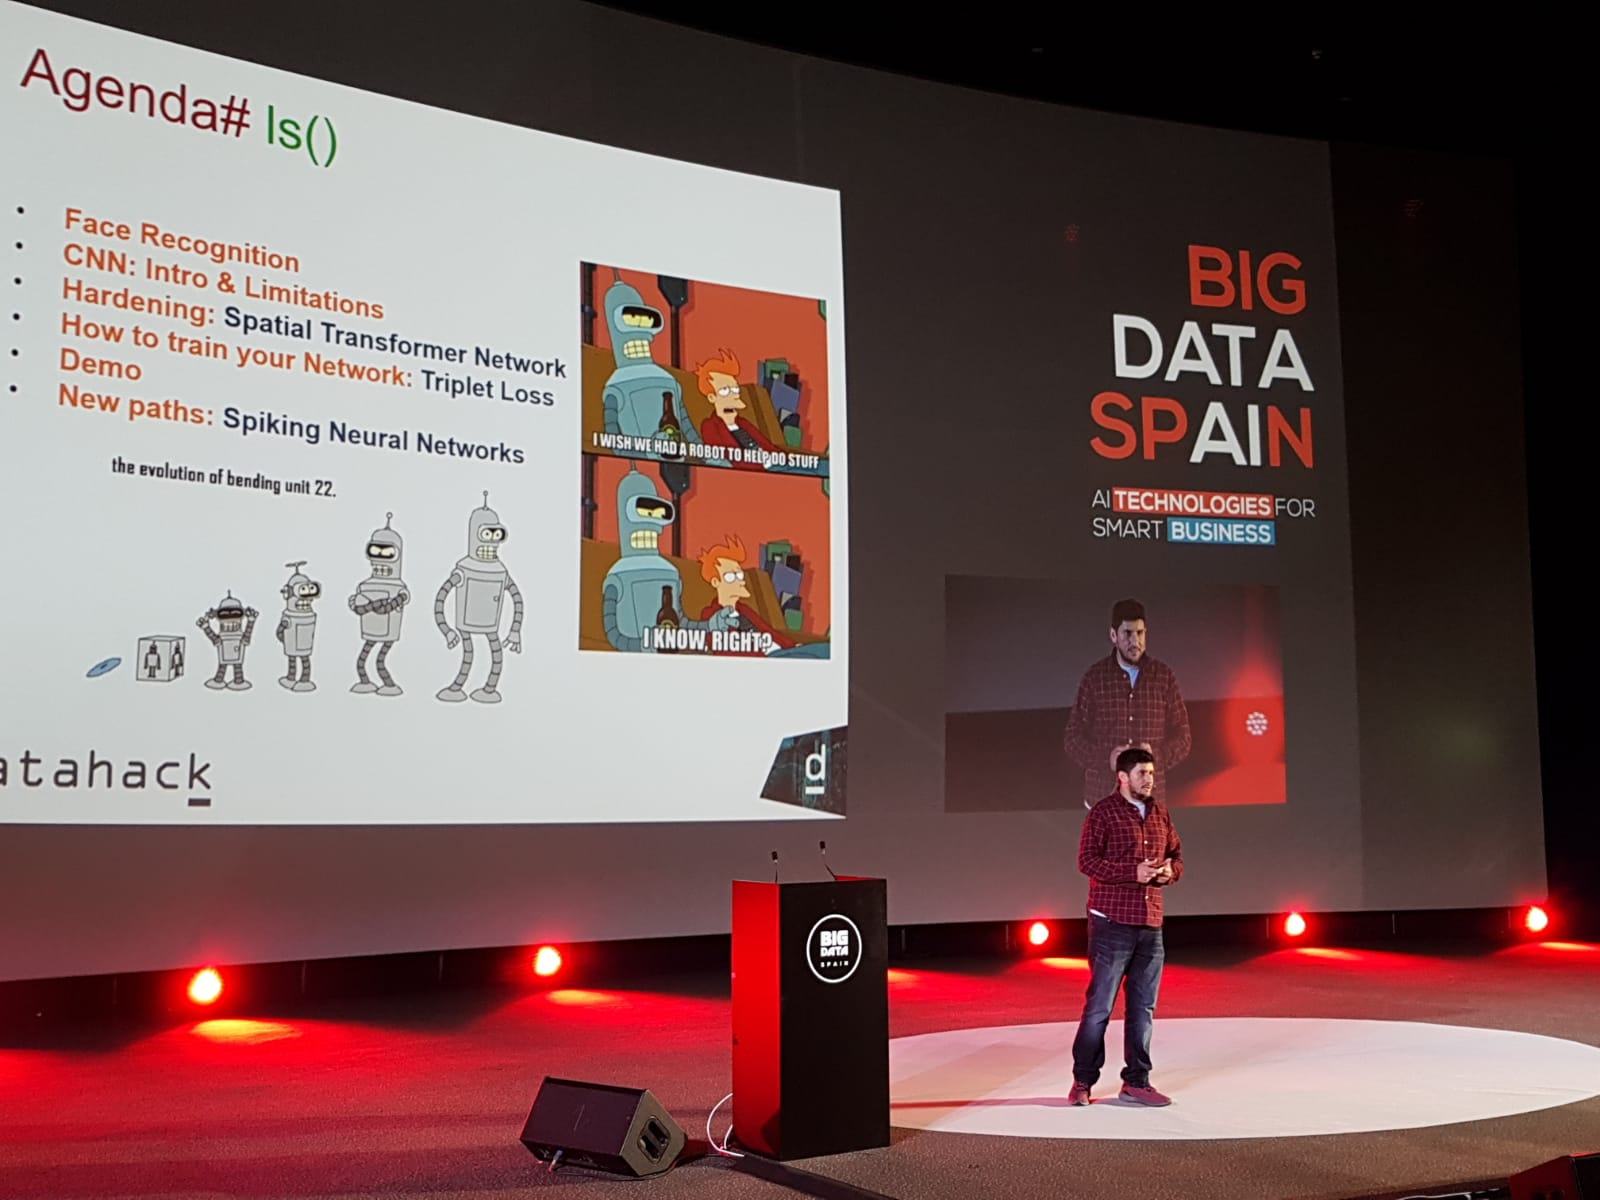 Agenda# ls()
Face Recognition
CNN: Intro & Limitations
Hardening: Spatial Transformer Network
How to train your Network: Triplet Loss
Demo
New paths: Spiking Neural Networks
the evolution of bending unit 22.
I WISH WE HAD A ROBOT TO HELP DO STUFF
I KNOW, RIGHT?
atahack
d
BIG
DATA
SPAIN
AI TECHNOLOGIES FOR
SMART BUSINESS
BIG
DATA
SPAIN